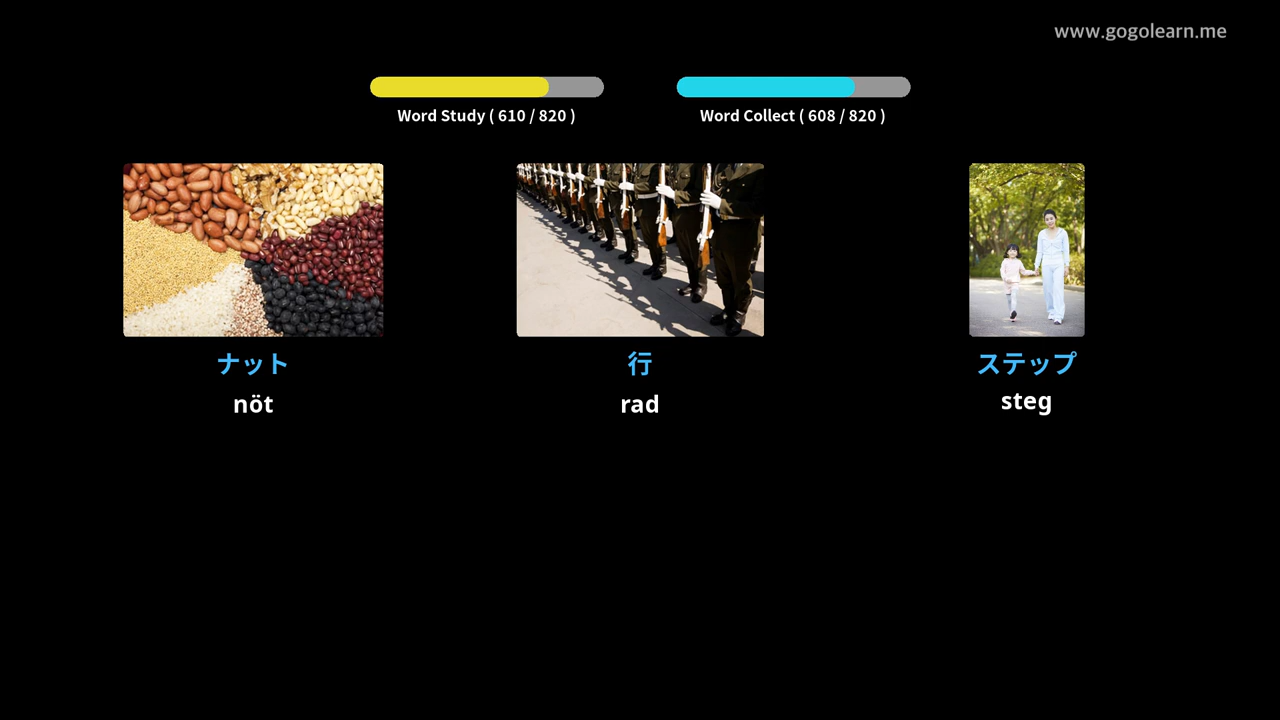 www.gogolearn.me
Word Study ( 610 / 820 )
Word Collect ( 608 / 820 )
ナット
行
ステップ
nöt
rad
steg